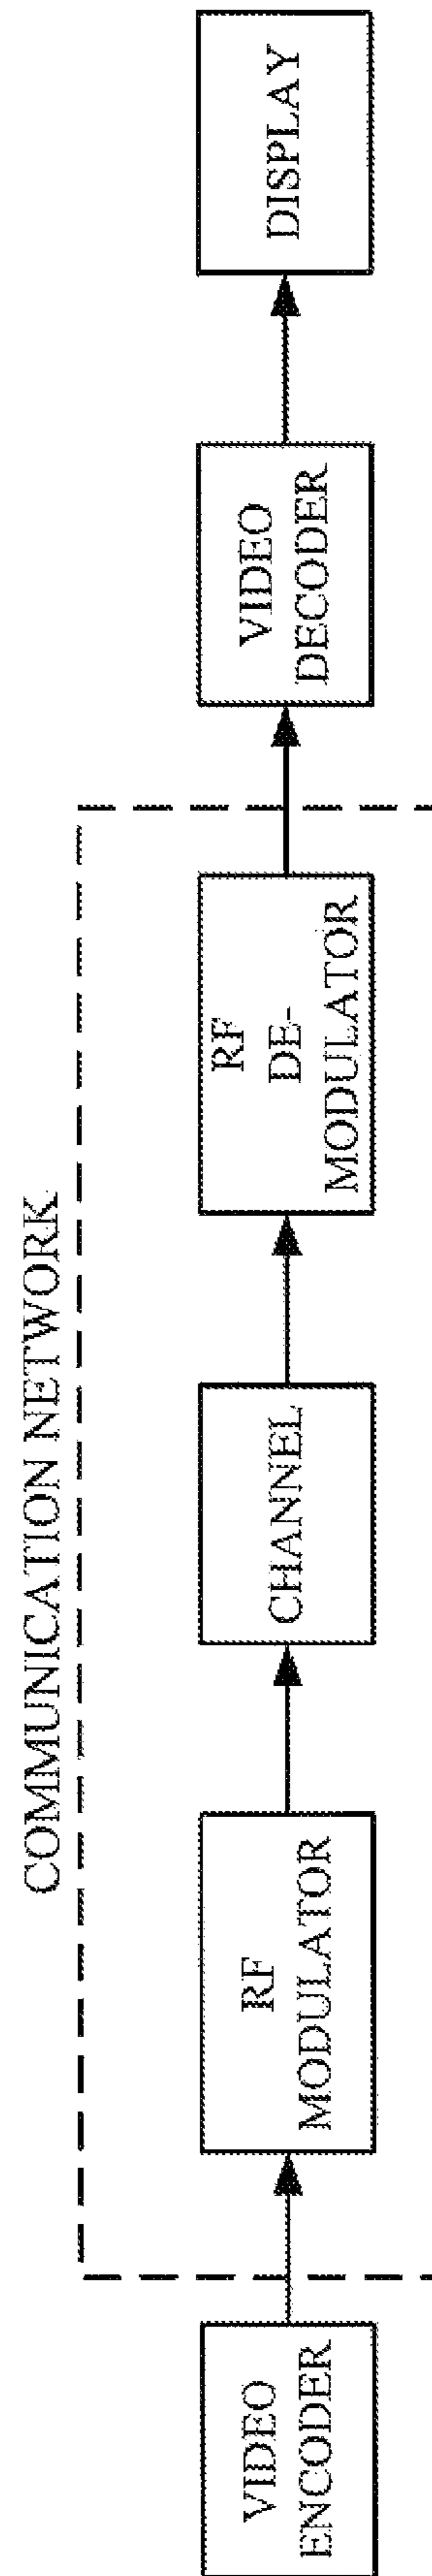 COMMUNICATION NETWORK
VIDEO
ENCODER
RF
MODULATOR
CHANNEL
RF
DE-
MODULATOR
VIDEO
DECODER
DISPLAY